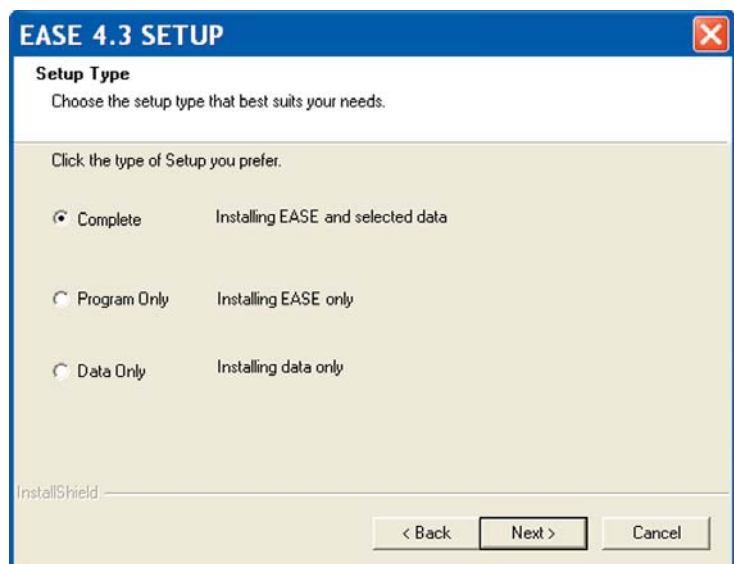 EASE 4.3 SETUP
Setup Type
Choose the setup type that best suits your needs.
Click the type of Setup you prefer.
Complete Installing EASE and selected data
Program Only Installing EASE only
Data Only Installing data only
InstallShield
< Back Next > Cancel